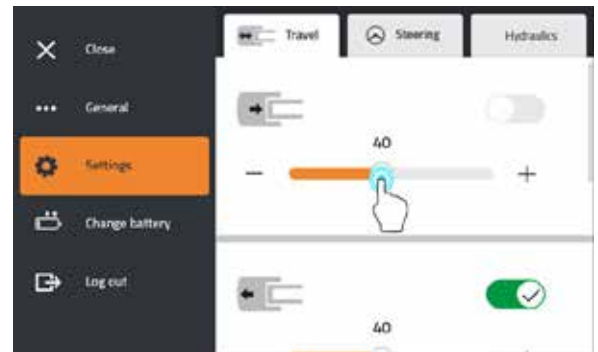 Close
General
Settings
Change battery
Log out
Travel
Steering
Hydraulics
40
40